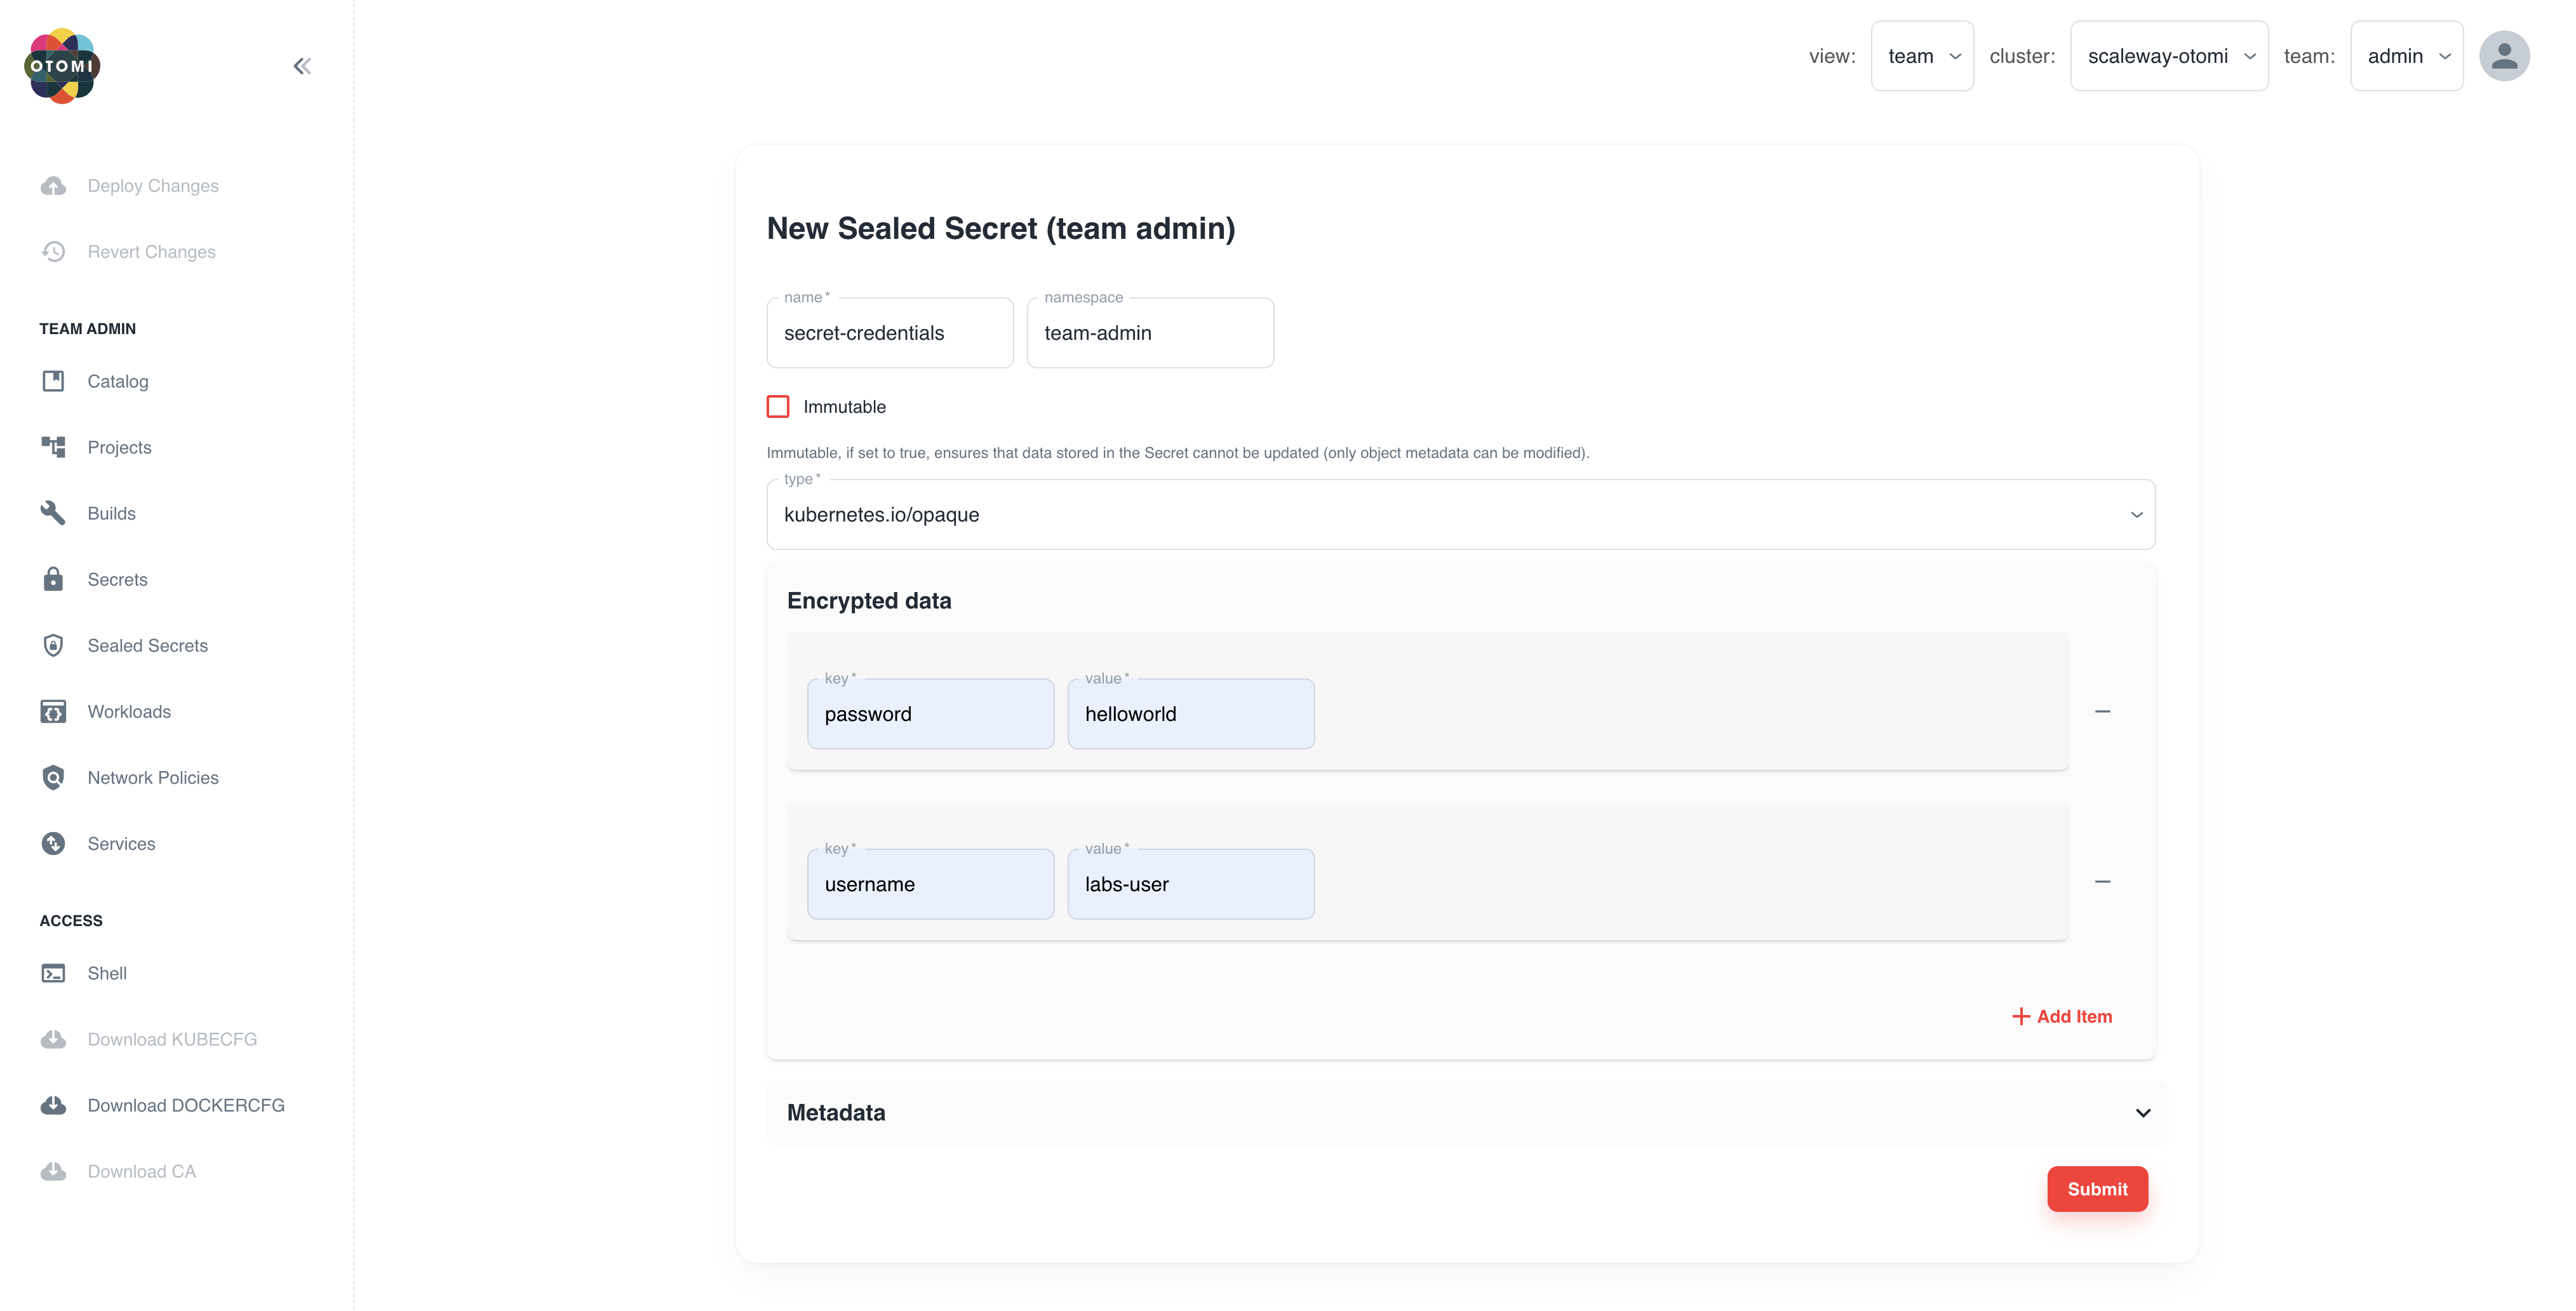 OTOMI
view: team cluster: scaleway-otomi team: admin
Deploy Changes
Revert Changes
TEAM ADMIN
Catalog
Projects
Builds
Secrets
Sealed Secrets
Workloads
Network Policies
Services
ACCESS
Shell
Download KUBECFG
Download DOCKERCFG
Download CA
New Sealed Secret (team admin)
name * namespace
secret-credentials team-admin
Immutable
Immutable, if set to true, ensures that data stored in the Secret cannot be updated (only object metadata can be modified).
type *
kubernetes.io/opaque
Encrypted data
key * value *
password helloworld
key * value *
username labs-user
Add Item
Metadata
Submit